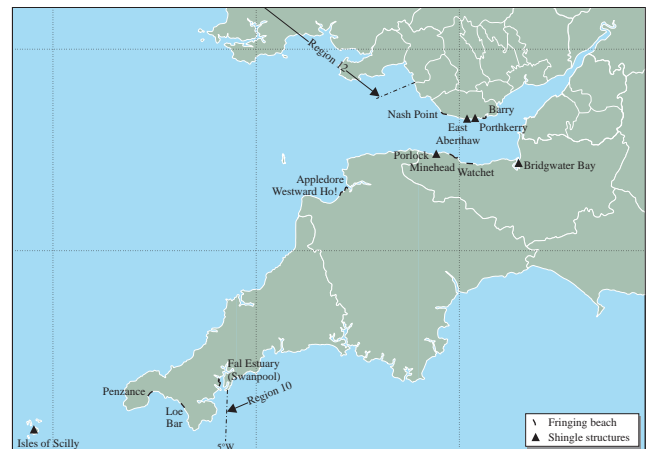 Region 12
Nash Point
Barry
East
Aberthaw
Porthkerry
Porlock
Minehead
Watchet
Bridgwater Bay
Appledore
Westward Ho!
Fal Estuary
(Swanpool)
Penzance
Loe
Bar
Region 10
5°W
Isles of Scilly
Fringing beach
Shingle structures